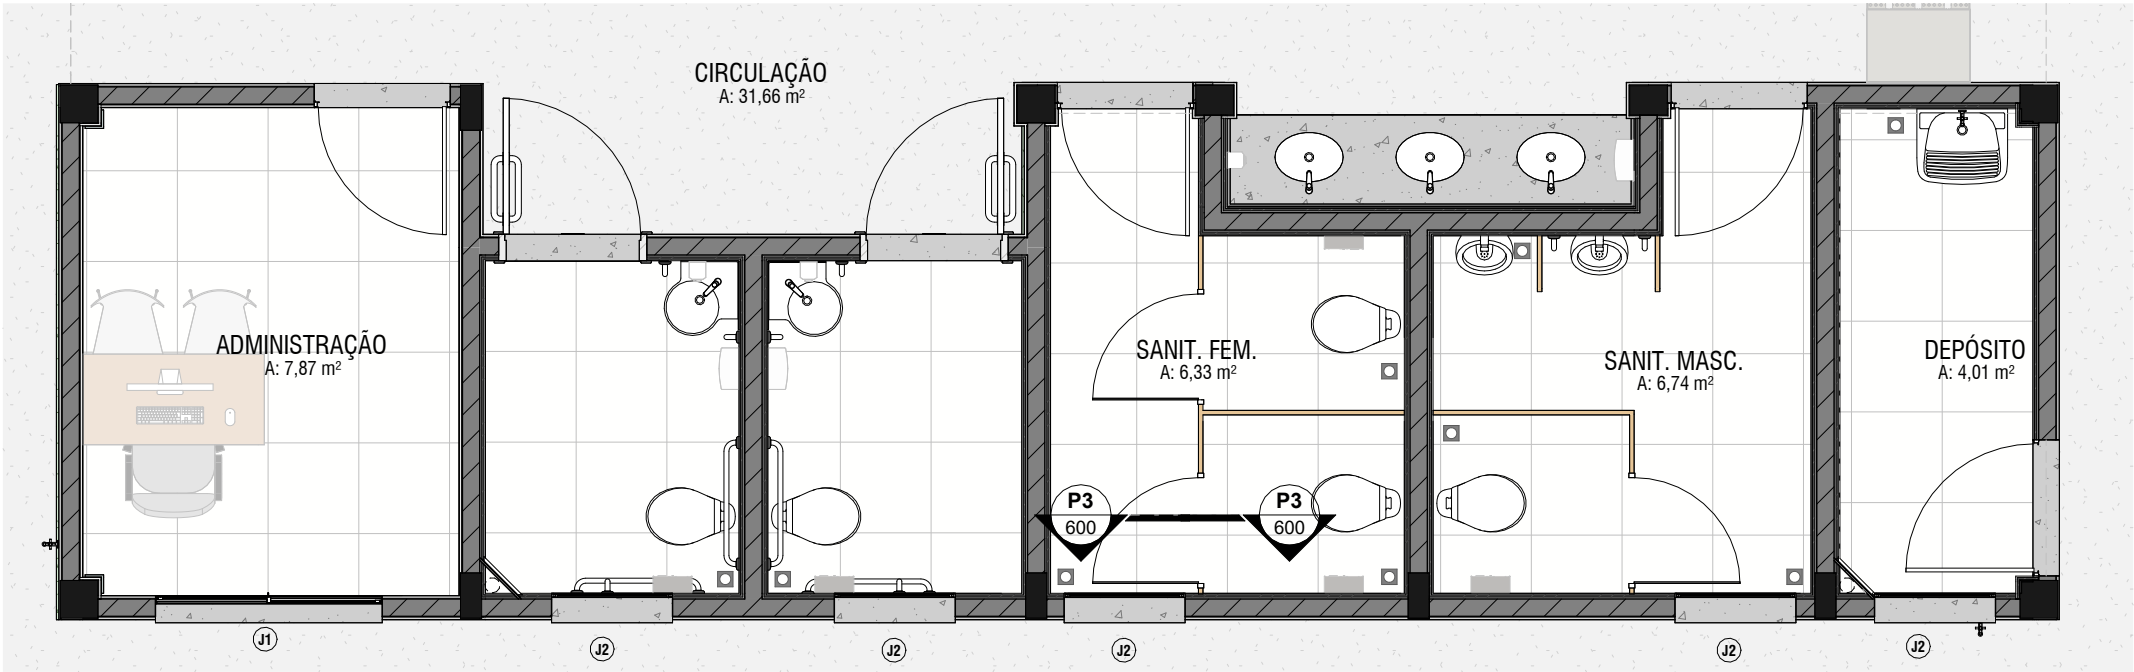 CIRCULAÇÃO
A: 31,66 m²
ADMINISTRAÇÃO
A: 7,87 m²
SANIT. FEM.
A: 6,33 m²
SANIT. MASC.
A: 6,74 m²
DEPÓSITO
A: 4,01 m²
P3
600
P3
600
J1
J2
J2
J2
J2
J2